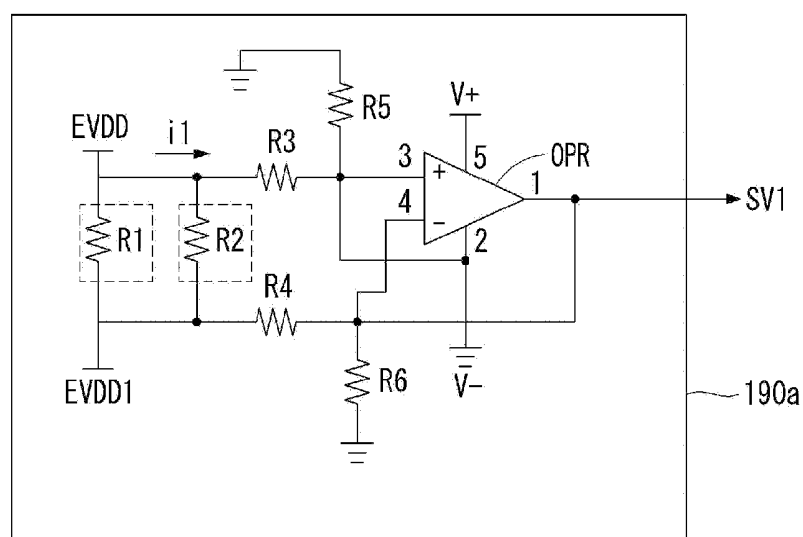 R5
V+
EVDD
i1
R3
3
5
OPR
+
1
SV1
4
-
R1
R2
2
R4
EVDD1
R6
V-
190a